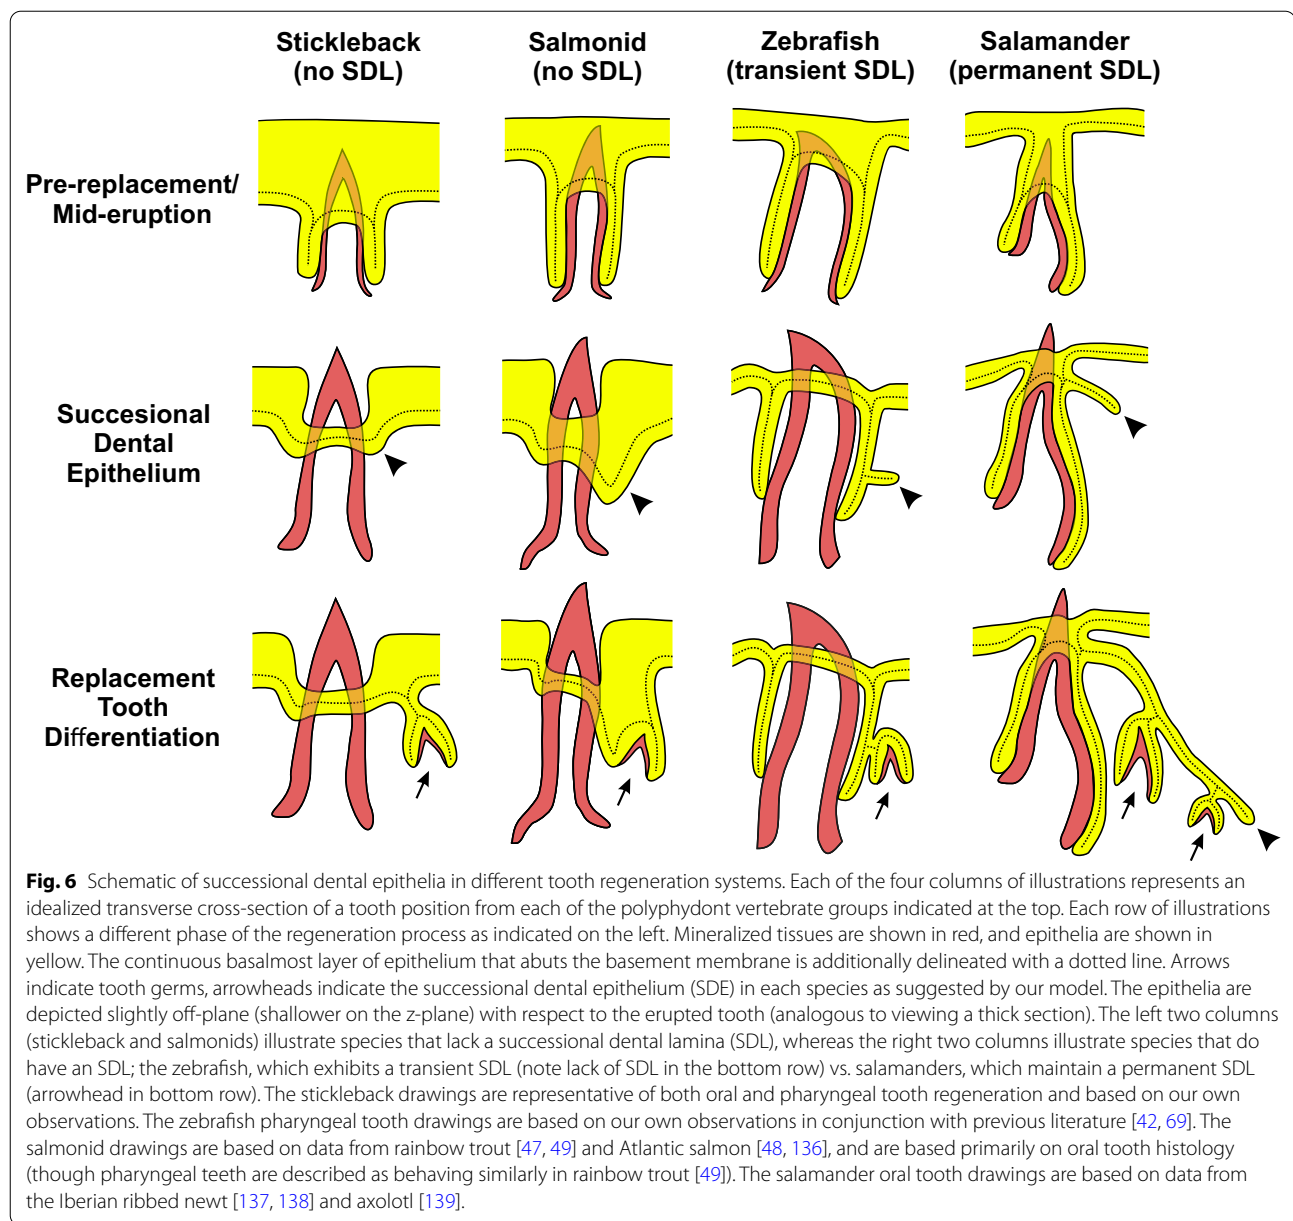 Stickleback
(no SDL)
Salmonid
(no SDL)
Zebrafish
(transient SDL)
Salamander
(permanent SDL)
Pre-replacement/
Mid-eruption
Succesional
Dental
Epithelium
Replacement
Tooth
Differentiation
Fig. 6 Schematic of successional dental epithelia in different tooth regeneration systems. Each of the four columns of illustrations represents an
idealized transverse cross-section of a tooth position from each of the polyphydont vertebrate groups indicated at the top. Each row of illustrations
shows a different phase of the regeneration process as indicated on the left. Mineralized tissues are shown in red, and epithelia are shown in
yellow. The continuous basalmost layer of epithelium that abuts the basement membrane is additionally delineated with a dotted line. Arrows
indicate tooth germs, arrowheads indicate the successional dental epithelium (SDE) in each species as suggested by our model. The epithelia are
depicted slightly off-plane (shallower on the z-plane) with respect to the erupted tooth (analogous to viewing a thick section). The left two columns
(stickleback and salmonids) illustrate species that lack a successional dental lamina (SDL), whereas the right two columns illustrate species that do
have an SDL; the zebrafish, which exhibits a transient SDL (note lack of SDL in the bottom row) vs. salamanders, which maintain a permanent SDL
(arrowhead in bottom row). The stickleback drawings are representative of both oral and pharyngeal tooth regeneration and based on our own
observations. The zebrafish pharyngeal tooth drawings are based on our own observations in conjunction with previous literature [42, 69]. The
salmonid drawings are based on data from rainbow trout [47, 49] and Atlantic salmon [48, 136], and are based primarily on oral tooth histology
(though pharyngeal teeth are described as behaving similarly in rainbow trout [49]). The salamander oral tooth drawings are based on data from
the Iberian ribbed newt [137, 138] and axolotl [139].